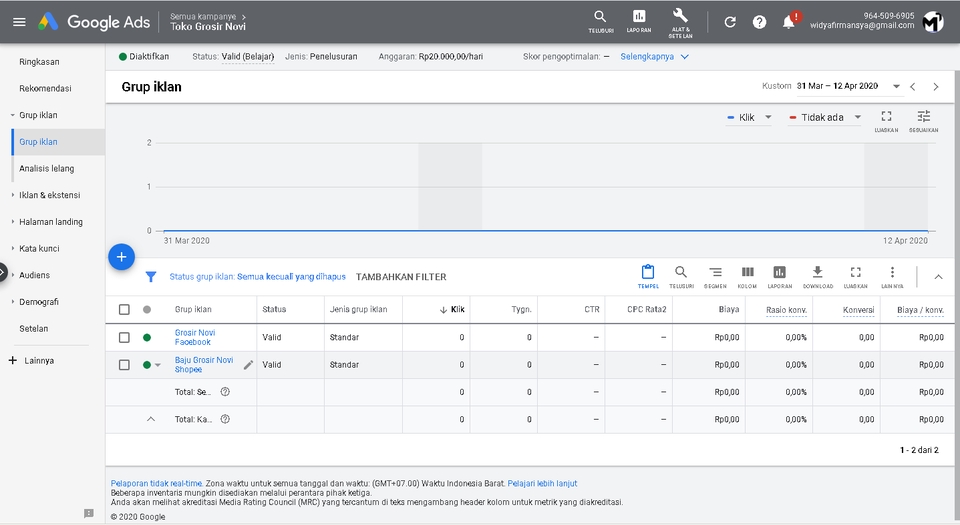 Google Ads
Semua kampanye
Toko Grosir Novi
TELUSURI
LAPORAN
ALAT &
SETELAN
!
964-509-6905
widyafirmansya@gmail.com
Ringkasan
Rekomendasi
Grup iklan
Grup iklan
Analisis lelang
Iklan & ekstensi
Halaman landing
Kata kunci
Audiens
Demografi
Setelan
Lainnya
Diaktifkan
Status: Valid (Belajar)
Jenis: Penelusuran
Anggaran: Rp20.000,00/hari
Skor pengoptimalan: –
Selengkapnya
Grup iklan
Kustom 31 Mar – 12 Apr 2020
Klik
Tidak ada
LUASKAN
SESUAIKAN
2
1
0
31 Mar 2020
12 Apr 2020
Status grup iklan: Semua kecuali yang dihapus
TAMBAHKAN FILTER
TEMPEL
TELUSURI
SEGMEN
KOLOM
LAPORAN
DOWNLOAD
LUASKAN
LAINNYA
Grup iklan Status Jenis grup iklan Klik Tygn. CTR CPC Rata2 Biaya Rasio konv. Konversi Biaya / konv.
Grosir Novi
Facebook
Valid Standar 0 0 – – Rp0,00 0,00% 0,00 Rp0,00
Baju Grosir Novi
Shopee
Valid Standar 0 0 – – Rp0,00 0,00% 0,00 Rp0,00
Total: Se... 0 0 – – Rp0,00 0,00% 0,00 Rp0,00
Total: Ka... 0 0 – – Rp0,00 0,00% 0,00 Rp0,00
1 - 2 dari 2
Pelaporan tidak real-time. Zona waktu untuk semua tanggal dan waktu: (GMT+07.00) Waktu Indonesia Barat. Pelajari lebih lanjut
Beberapa inventaris mungkin disediakan melalui perantara pihak ketiga.
Anda akan melihat akreditasi Media Rating Council (MRC) yang tercantum di teks mengambang header kolom untuk metrik yang diakreditasi.
© 2020 Google